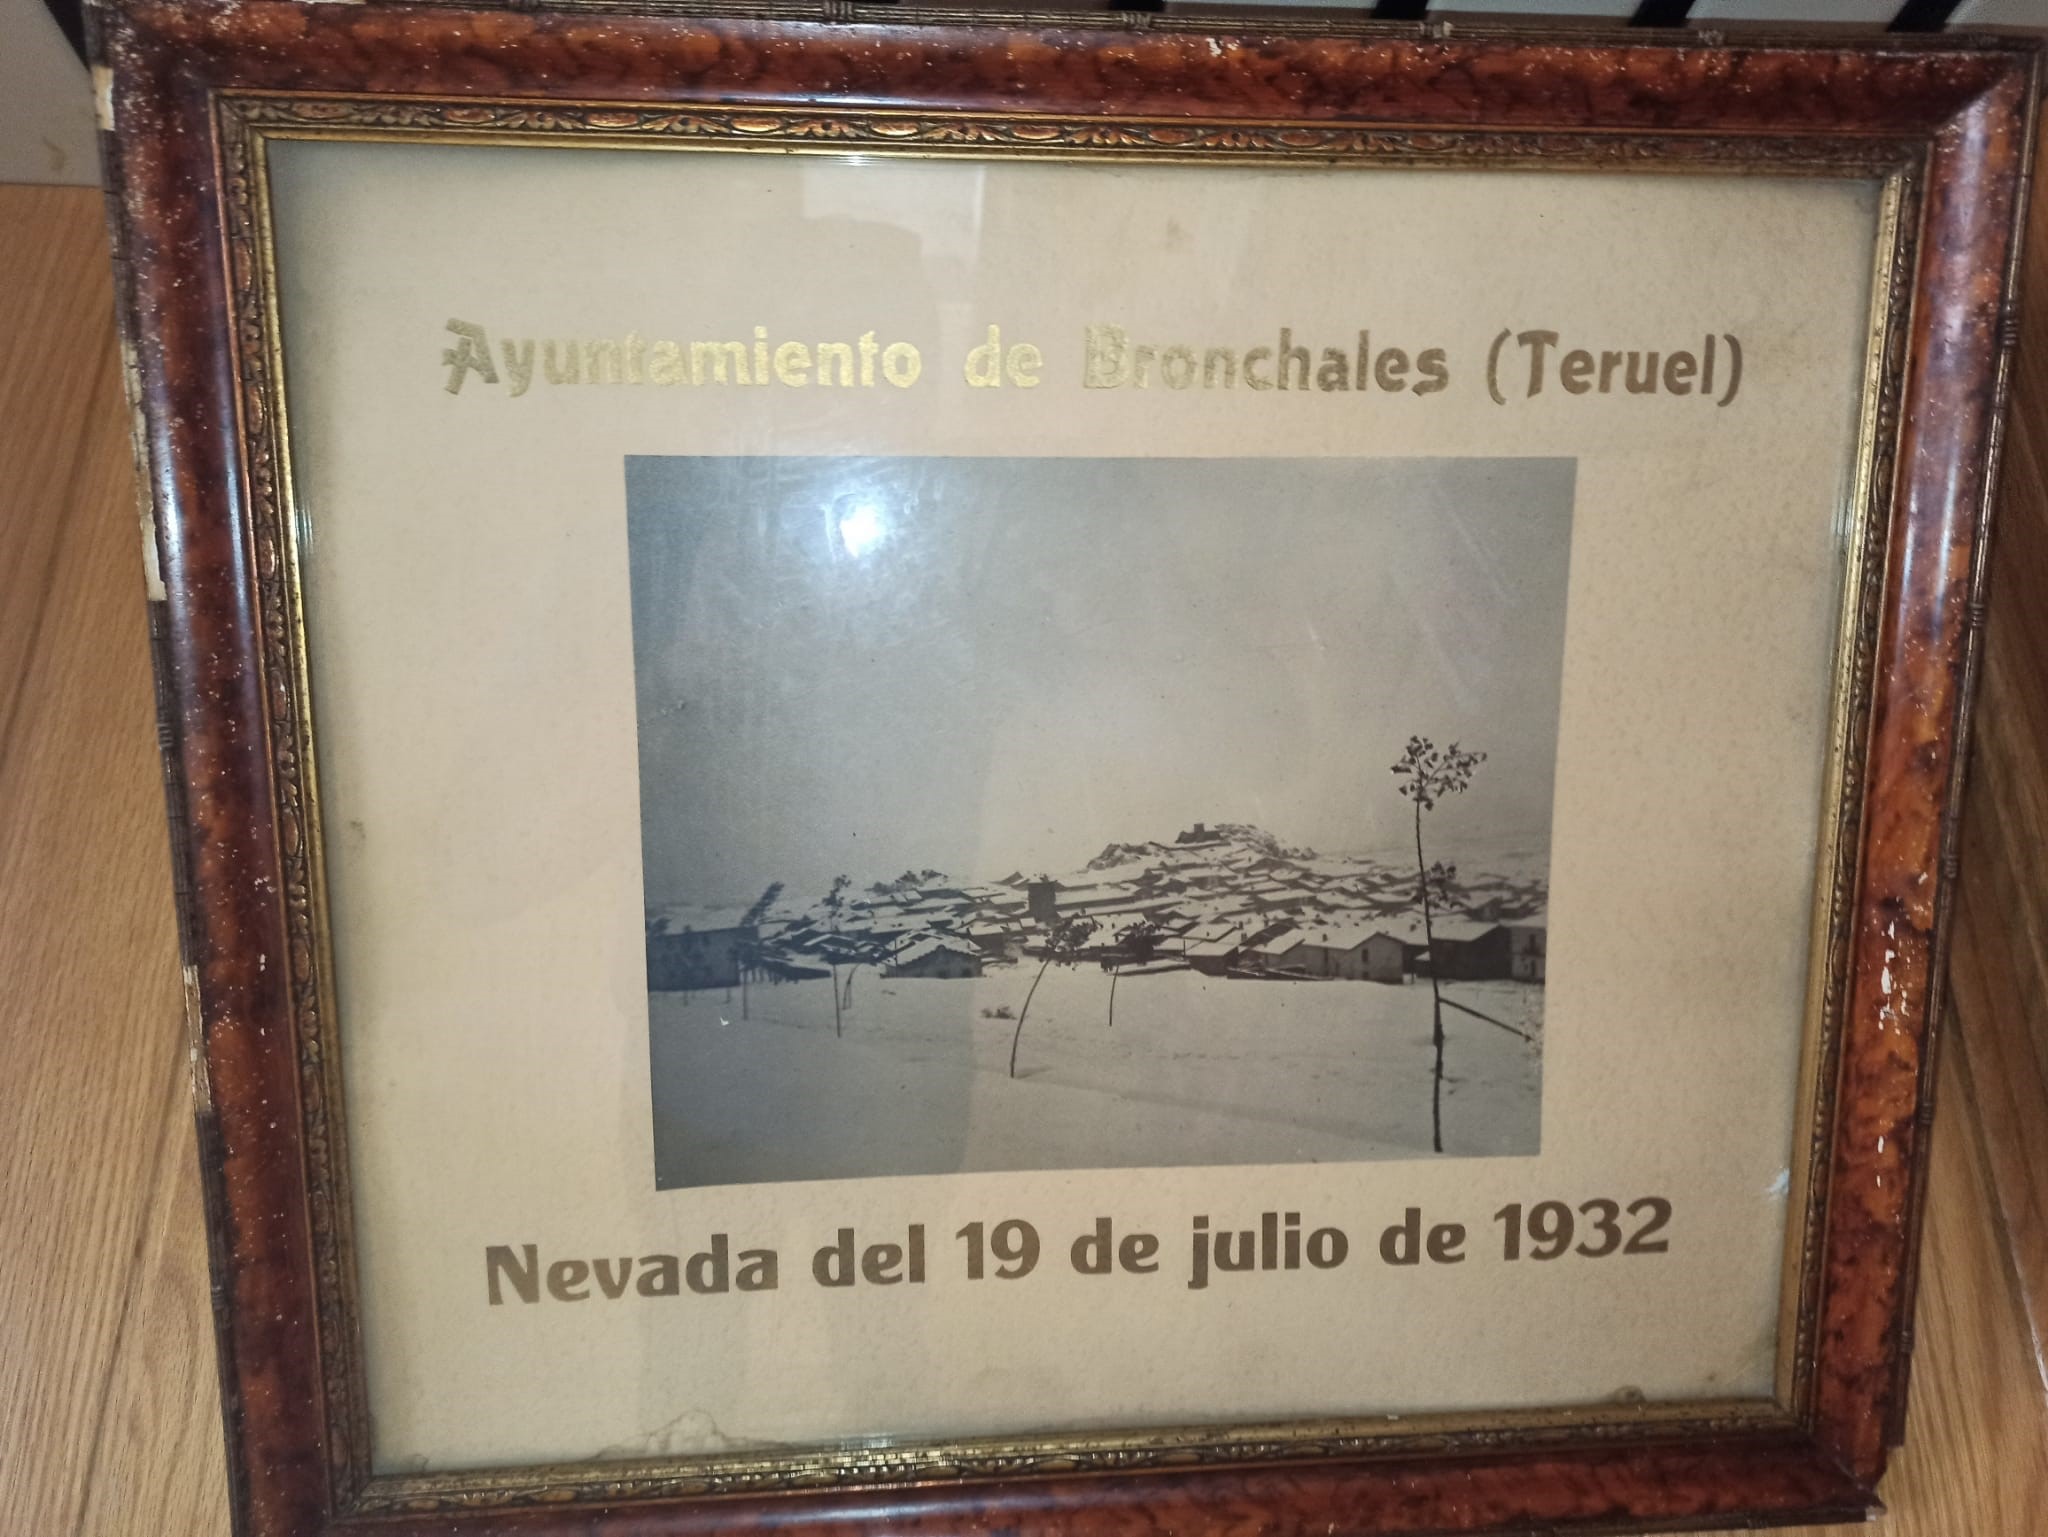 Ayuntamiento de Bronchales (Teruel)
Nevada del 19 de julio de 1932